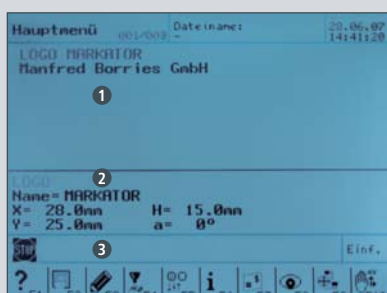 Hauptmenü 001/003 Dateiname: 28.06.07
- 14:41:20
LOGO MARKATOR
Manfred Borries GmbH
1
LOGO 2
Name= MARKATOR
X= 28.0mm H= 15.0mm
Y= 25.0mm a= 0°
STOP 3 Einf.
?